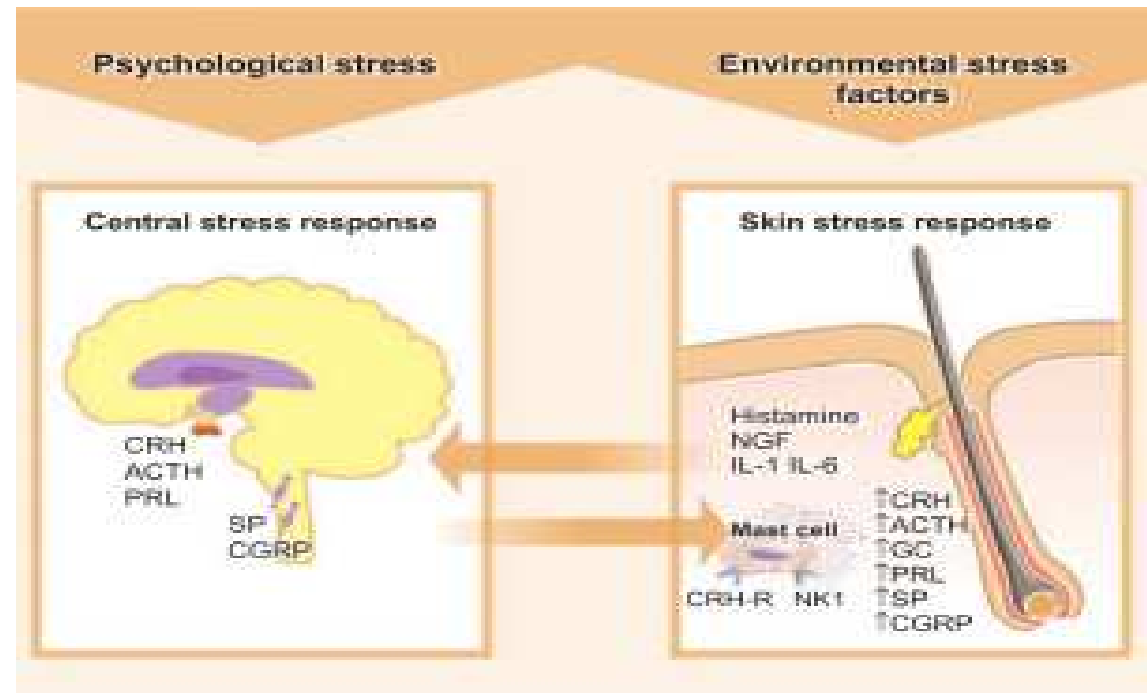 Psychological stress
Environmental stress
factors
Central stress response
CRH
ACTH
PRL
SP
CGRP
Skin stress response
Histamine
NGF
IL-1 IL-6
Mast cell
CRH-R NK1
↑CRH
↑ACTH
↑GC
↑PRL
↑SP
↑CGRP